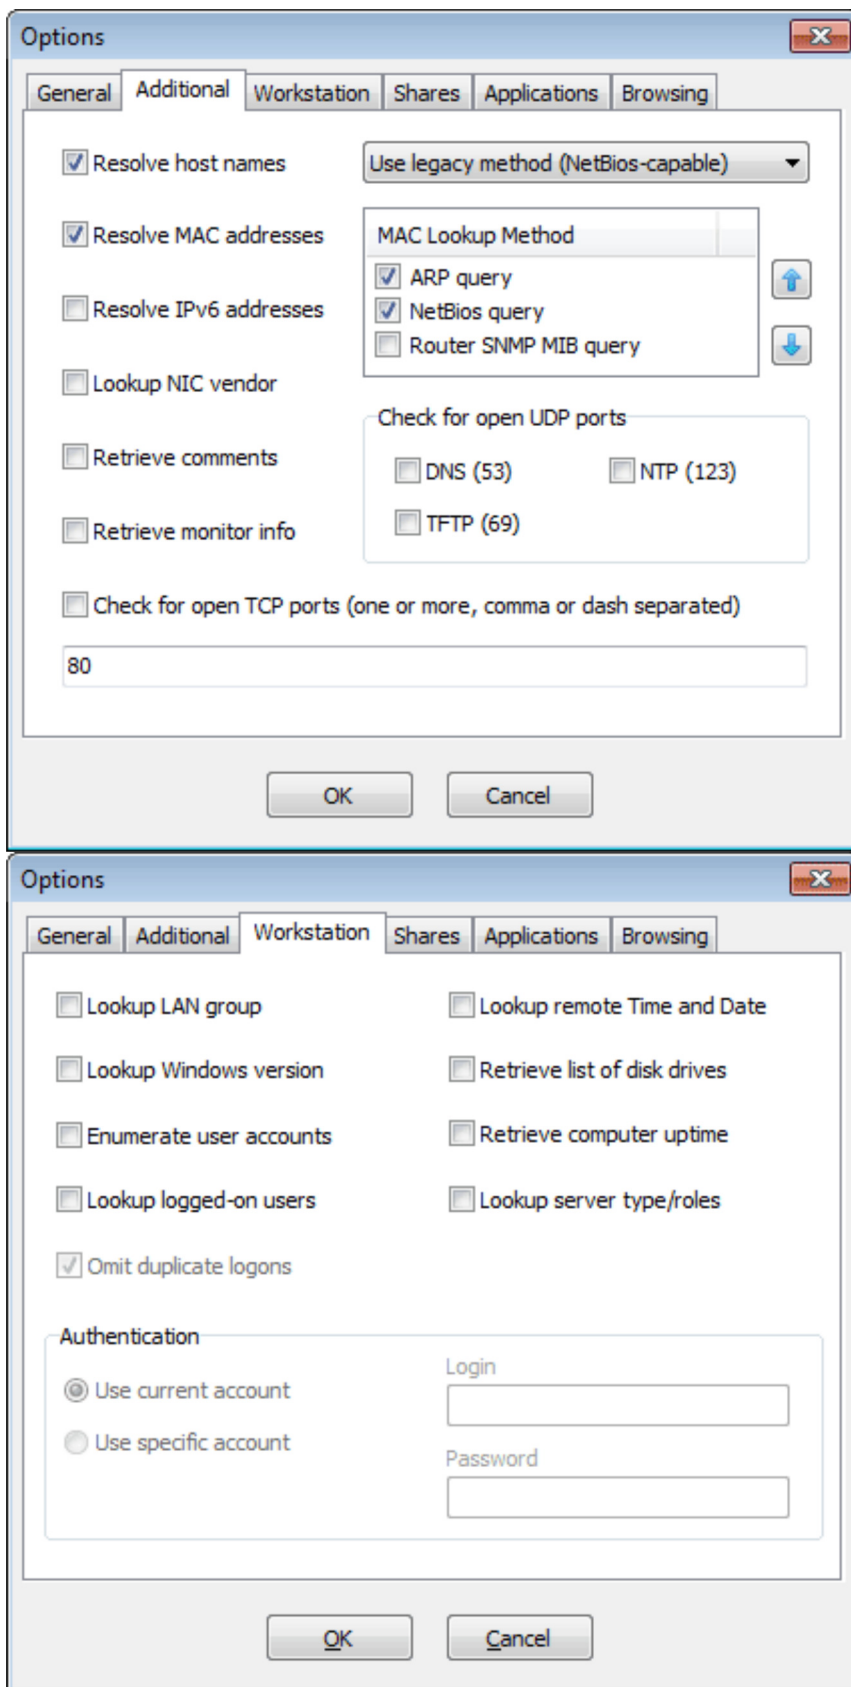 Options
General Additional Workstation Shares Applications Browsing
Resolve host names Use legacy method (NetBios-capable)
Resolve MAC addresses MAC Lookup Method
ARP query
Resolve IPv6 addresses NetBios query
Router SNMP MIB query
Lookup NIC vendor
Check for open UDP ports
Retrieve comments DNS (53) NTP (123)
Retrieve monitor info TFTP (69)
Check for open TCP ports (one or more, comma or dash separated)
80
OK Cancel
Options
General Additional Workstation Shares Applications Browsing
Lookup LAN group Lookup remote Time and Date
Lookup Windows version Retrieve list of disk drives
Enumerate user accounts Retrieve computer uptime
Lookup logged-on users Lookup server type/roles
Omit duplicate logons
Authentication
Login
Use current account
Use specific account
Password
OK Cancel